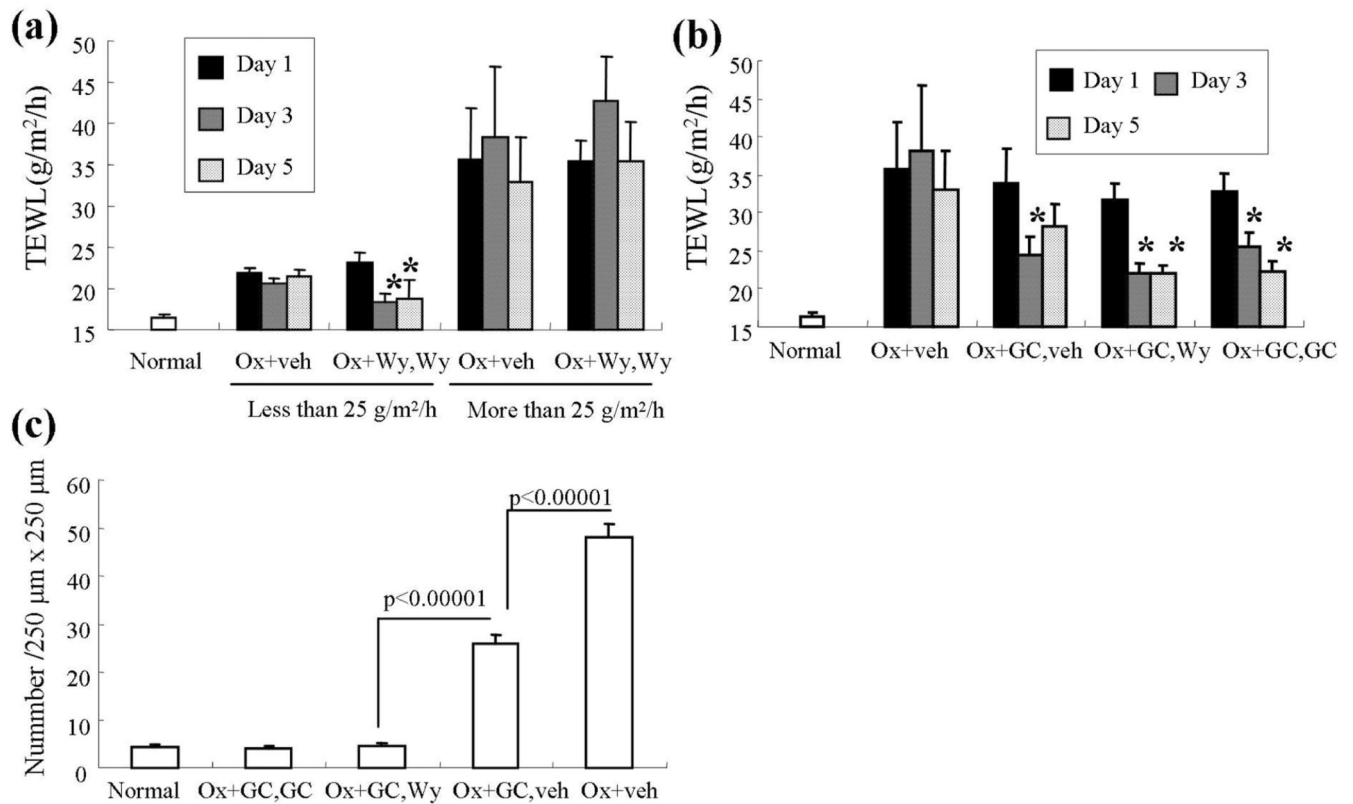 (a)
TEWL(g/m²/h)
50
45
40
35
30
25
20
15
Day 1
Day 3
Day 5
*
*
Normal
Ox+veh
Ox+Wy,Wy
Ox+veh
Ox+Wy,Wy
Less than 25 g/m²/h
More than 25 g/m²/h
(b)
TEWL(g/m²/h)
50
45
40
35
30
25
20
15
Day 1
Day 3
Day 5
*
*
*
*
*
Normal
Ox+veh
Ox+GC,veh
Ox+GC,Wy
Ox+GC,GC
(c)
Nummber /250 µm x 250 µm
60
50
40
30
20
10
0
p<0.00001
p<0.00001
Normal
Ox+GC,GC
Ox+GC,Wy
Ox+GC,veh
Ox+veh